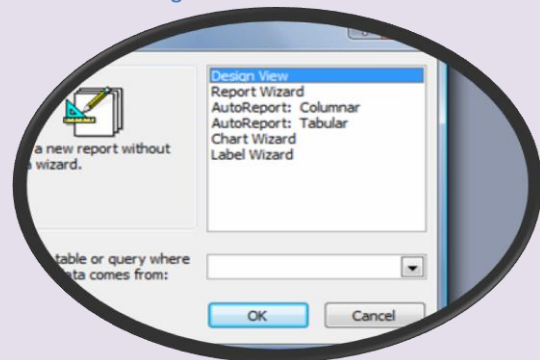 Design View
Report Wizard
AutoReport: Columnar
AutoReport: Tabular
Chart Wizard
Label Wizard
a new report without
wizard.
table or query where
data comes from:
OK
Cancel